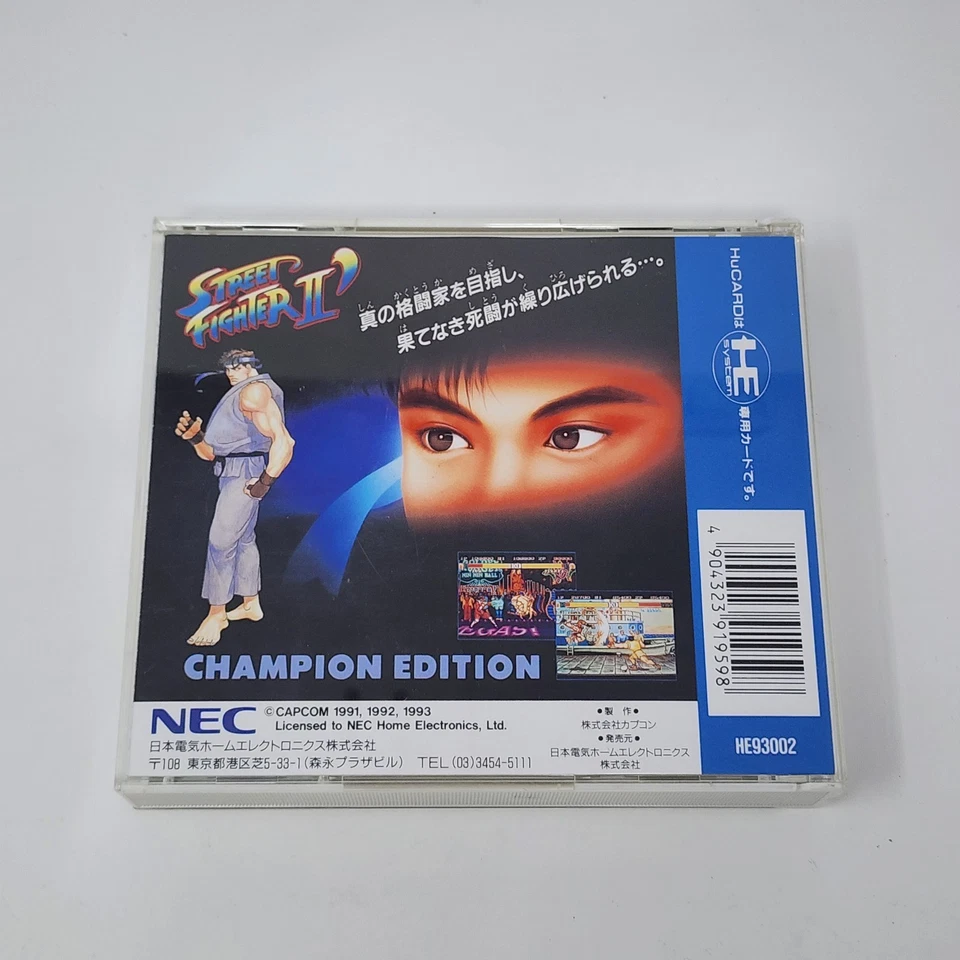 STREET
FIGHTER II'
真の格闘家を目指し、
果てなき死闘が繰り広げられる…。
CHAMPION EDITION
HuCARDは
HE
system
専用カードです。
4904323919598
HE93002
NEC
©CAPCOM 1991, 1992, 1993
Licensed to NEC Home Electronics, Ltd.
日本電気ホームエレクトロニクス株式会社
〒108 東京都港区芝5-33-1(森永プラザビル) TEL(03)3454-5111
●製作●
株式会社カプコン
●発売元●
日本電気ホームエレクトロニクス
株式会社